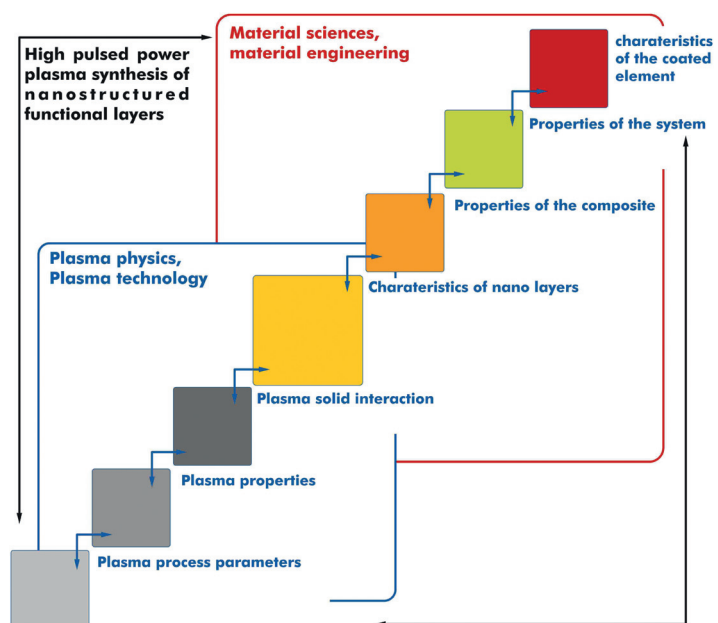 High pulsed power
plasma synthesis of
nanostructured
functional layers
Material sciences,
material engineering
charateristics
of the coated
element
Properties of the system
Properties of the composite
Plasma physics,
Plasma technology
Charateristics of nano layers
Plasma solid interaction
Plasma properties
Plasma process parameters